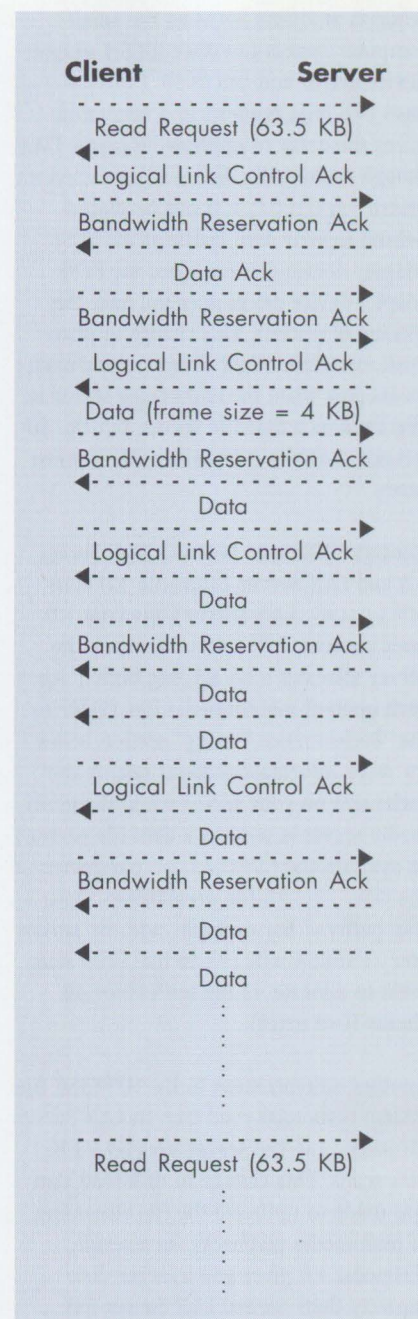 Client Server
Read Request (63.5 KB)
Logical Link Control Ack
Bandwidth Reservation Ack
Data Ack
Bandwidth Reservation Ack
Logical Link Control Ack
Data (frame size = 4 KB)
Bandwidth Reservation Ack
Data
Logical Link Control Ack
Data
Bandwidth Reservation Ack
Data
Data
Logical Link Control Ack
Data
Bandwidth Reservation Ack
Data
Data
Read Request (63.5 KB)